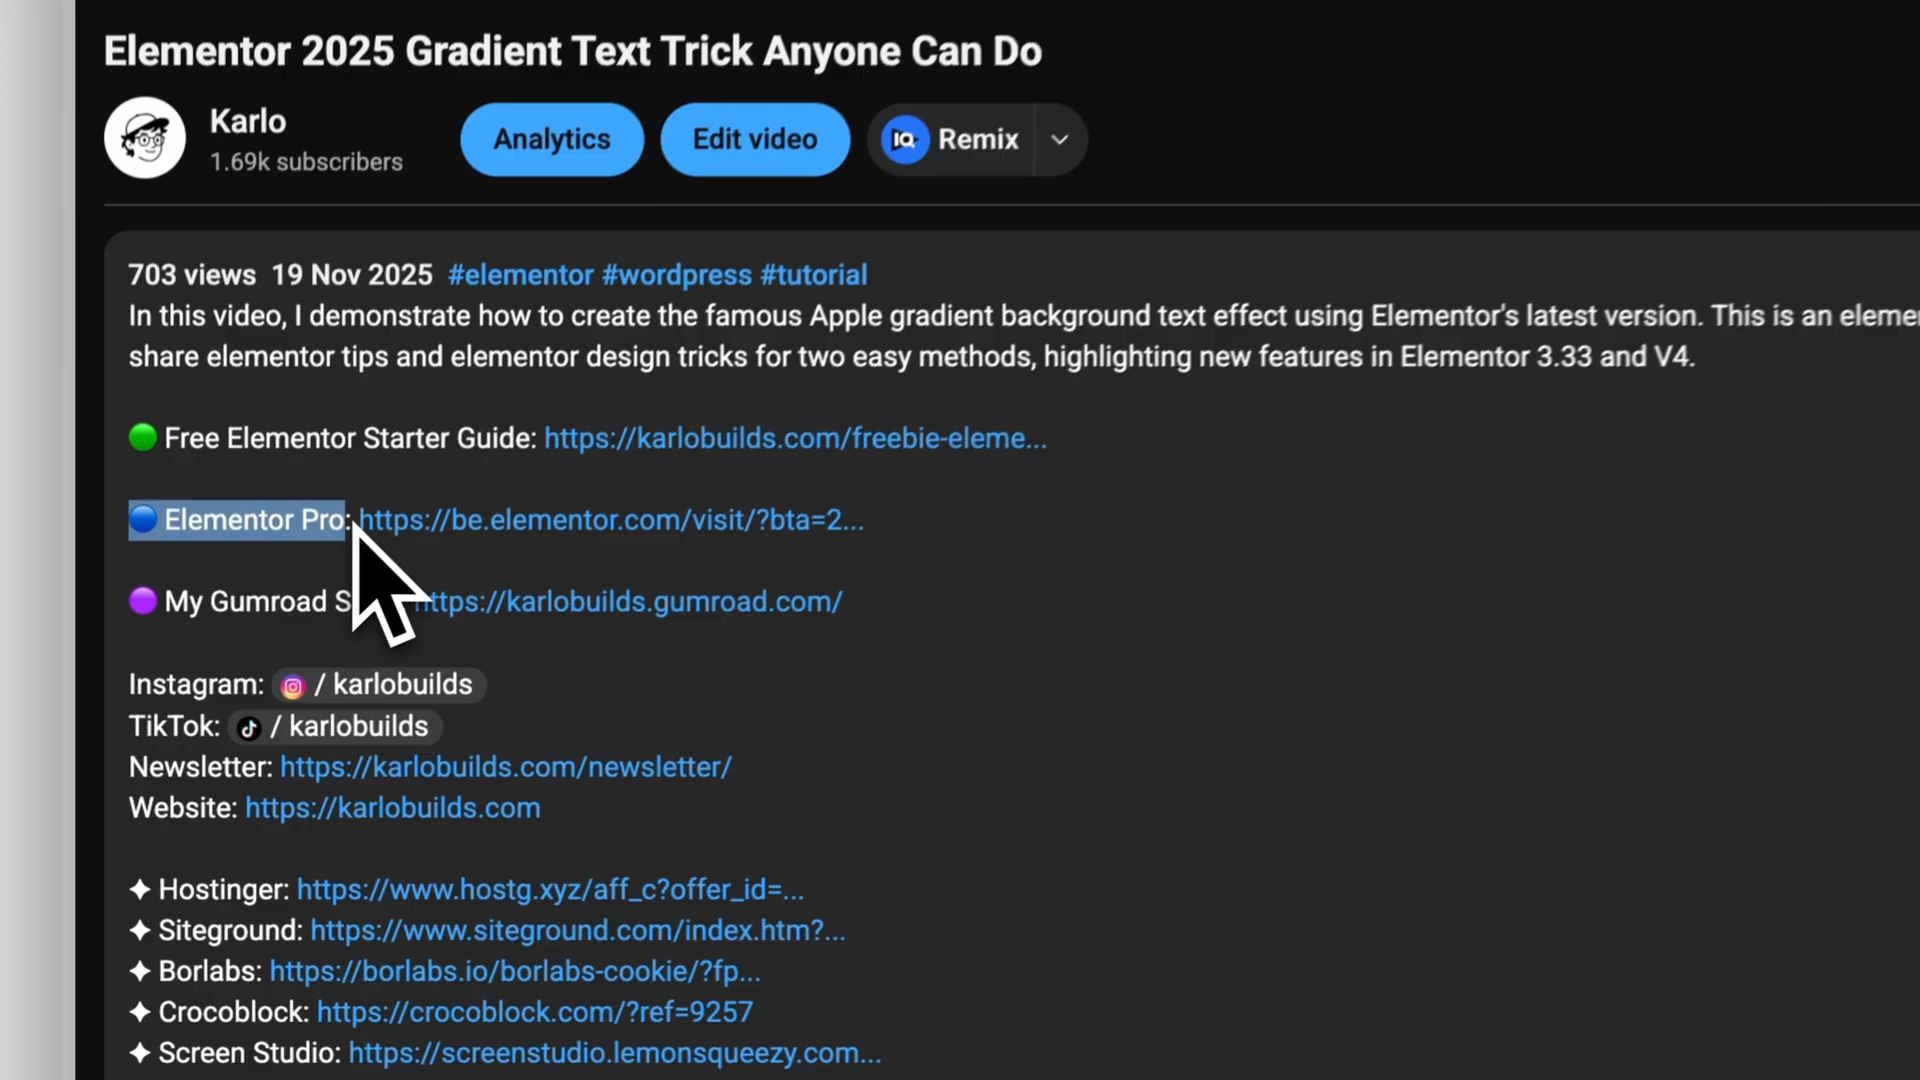 Elementor 2025 Gradient Text Trick Anyone Can Do
Karlo
1.69k subscribers
Analytics
Edit video
Remix
703 views 19 Nov 2025 #elementor #wordpress #tutorial
In this video, I demonstrate how to create the famous Apple gradient background text effect using Elementor's latest version. This is an
share elementor tips and elementor design tricks for two easy methods, highlighting new features in Elementor 3.33 and V4.
Free Elementor Starter Guide: https://karlobuilds.com/freebie-eleme...
Elementor Pro: https://be.elementor.com/visit/?bta=2...
My Gumroad https://karlobuilds.gumroad.com/
Instagram: / karlobuilds
TikTok: / karlobuilds
Newsletter: https://karlobuilds.com/newsletter/
Website: https://karlobuilds.com
✦ Hostinger: https://www.hostg.xyz/aff_c?offer_id=...
✦ Siteground: https://www.siteground.com/index.htm?...
✦ Borlabs: https://borlabs.io/borlabs-cookie/?fp...
✦ Crocoblock: https://crocoblock.com/?ref=9257
✦ Screen Studio: https://screenstudio.lemonsqueezy.com...